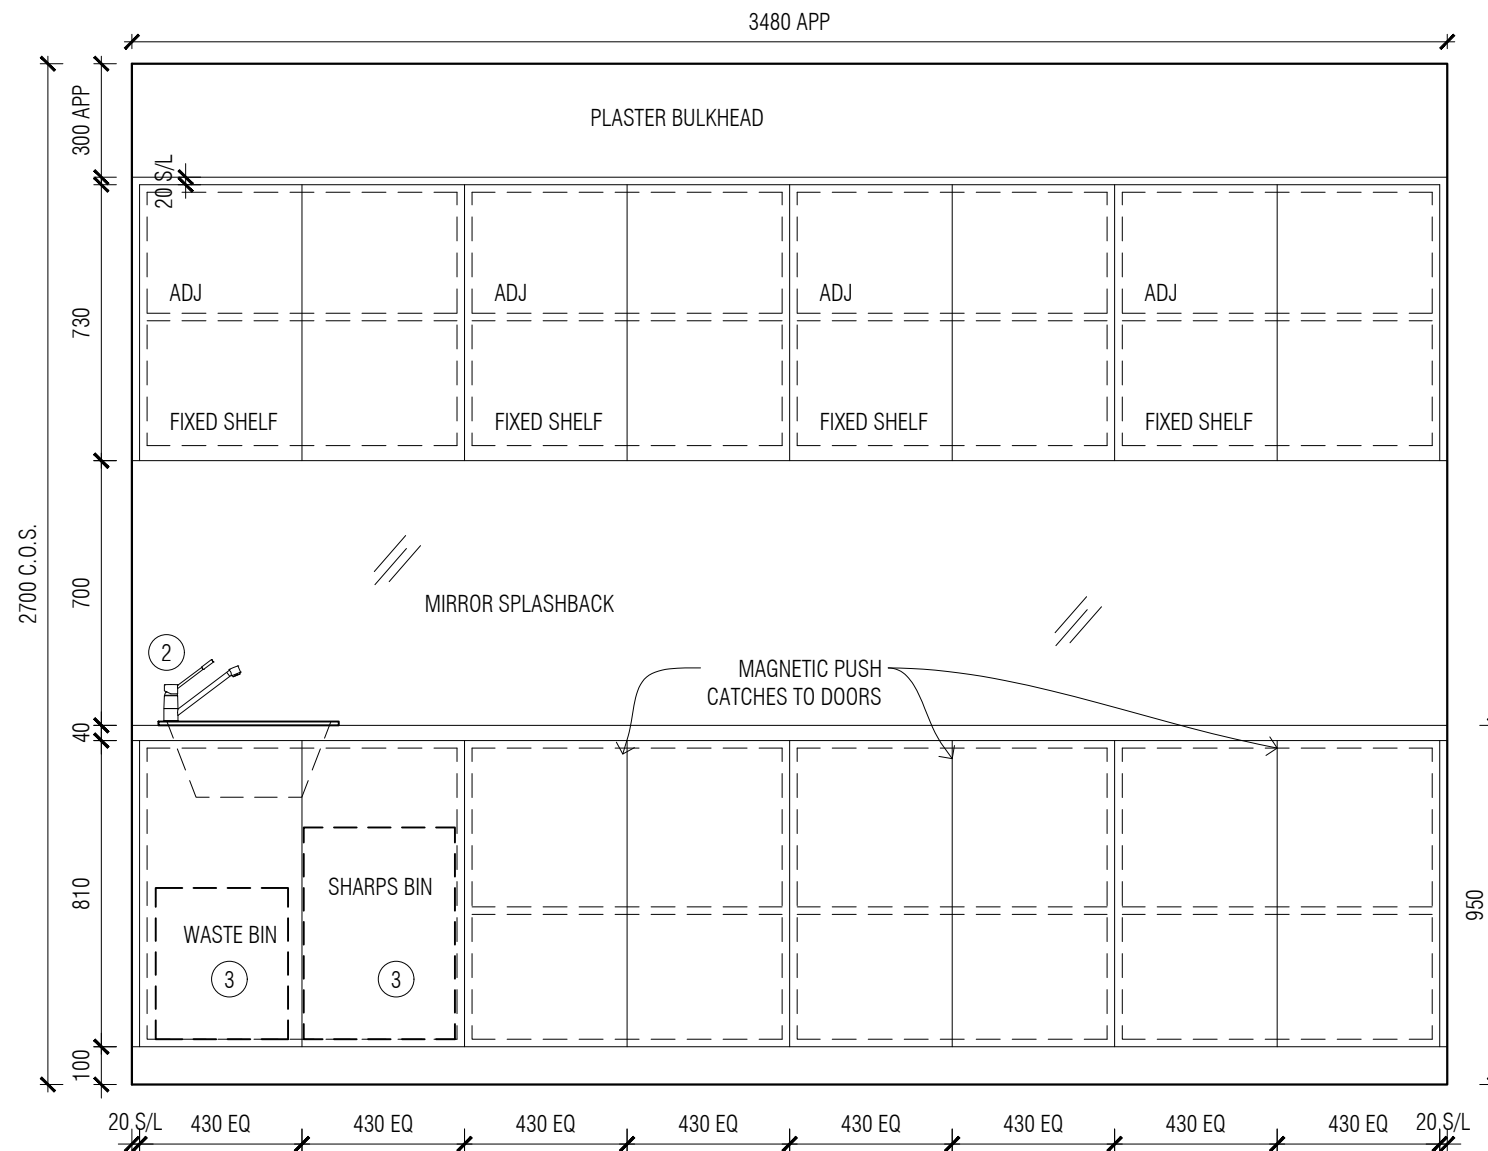 3480 APP
300 APP
PLASTER BULKHEAD
20 S/L
ADJ
ADJ
ADJ
ADJ
730
FIXED SHELF
FIXED SHELF
FIXED SHELF
FIXED SHELF
2700 C.O.S.
700
MIRROR SPLASHBACK
2
MAGNETIC PUSH
CATCHES TO DOORS
40
810
SHARPS BIN
950
WASTE BIN
3
3
100
20 S/L
430 EQ
430 EQ
430 EQ
430 EQ
430 EQ
430 EQ
430 EQ
430 EQ
20 S/L